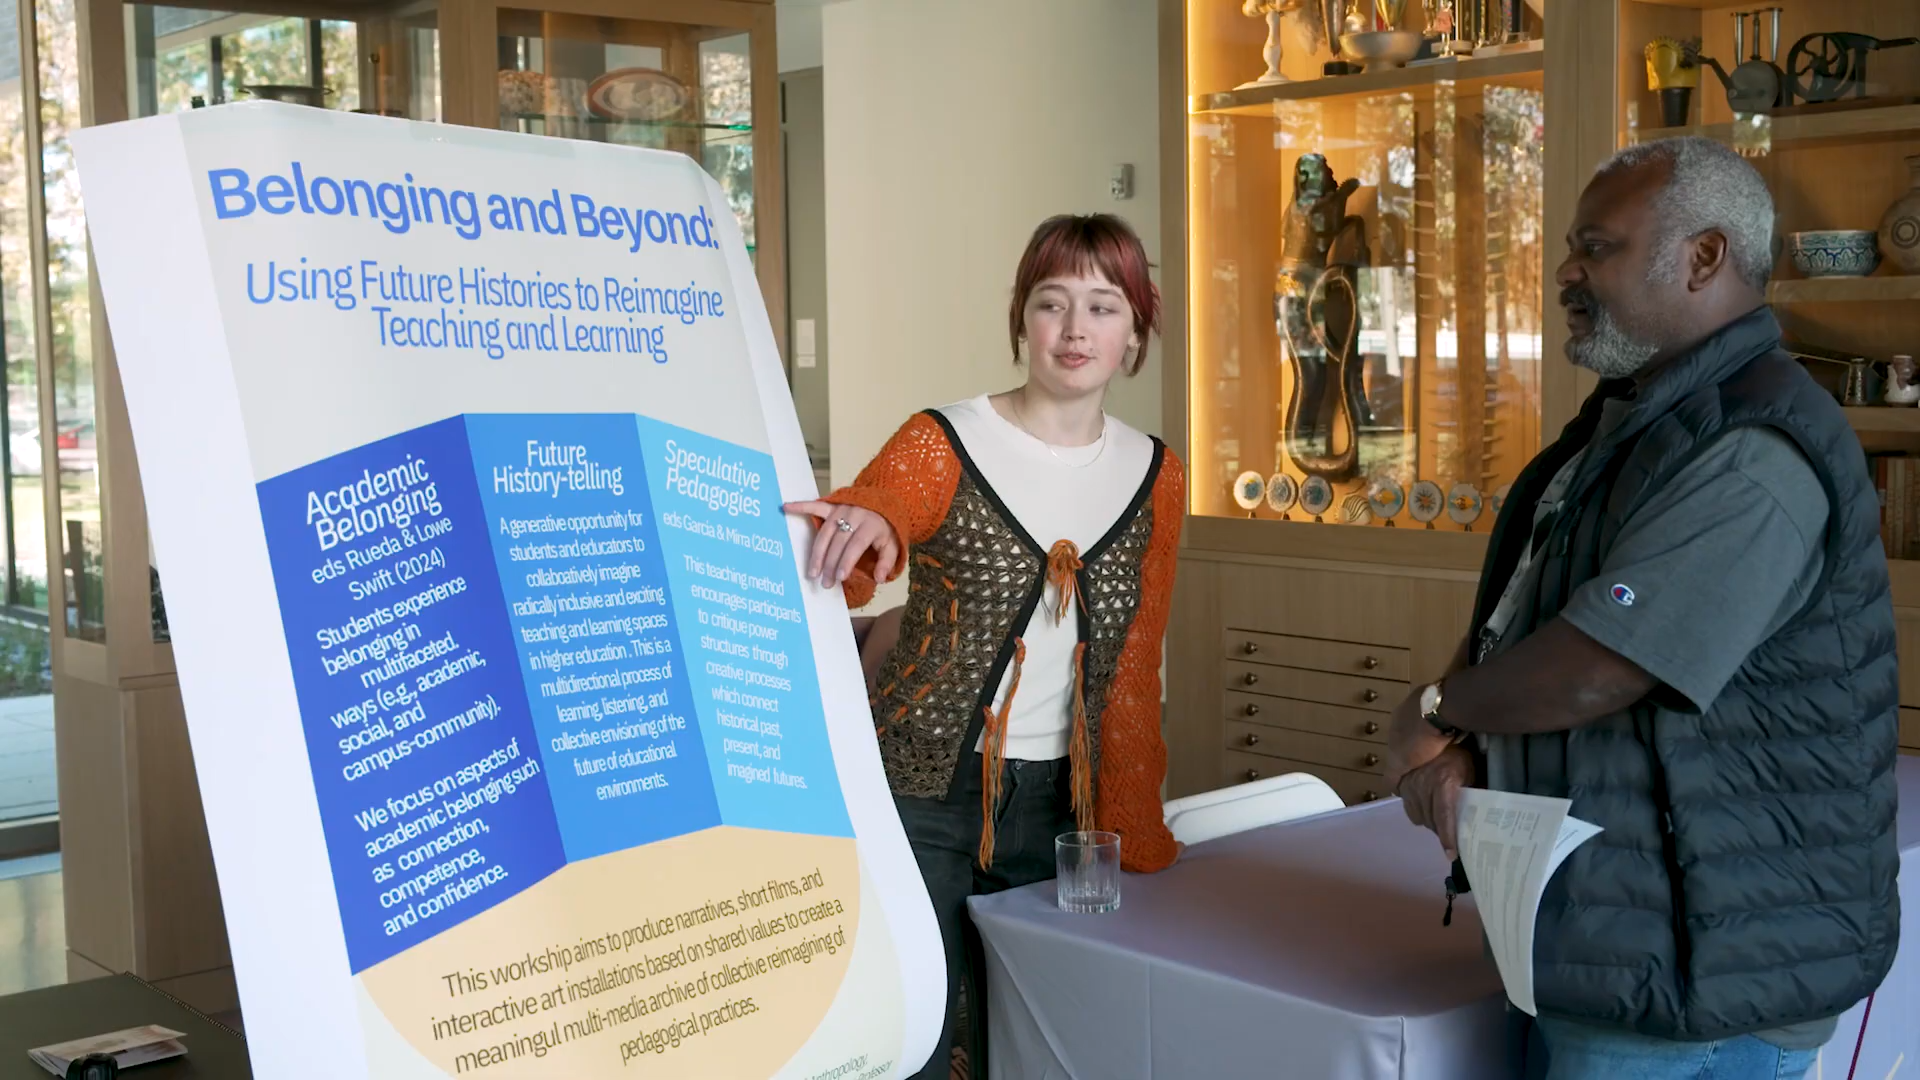 Belonging and Beyond:
Using Future Histories to Reimagine
Teaching and Learning
Academic
Belonging
eds Rueda & Lowe
Swift (2024)
Students experience
belonging in
multifaceted.
ways (e.g., academic,
social, and
campus-community).
We focus on aspects of
academic belonging such
as connection,
competence,
and confidence.
Future
History-telling
A generative opportunity for
students and educators to
collaboatively imagine
radically inclusive and exciting
teaching and learning spaces
in higher education. This is a
multidirectional process of
learning, listening, and
collective envisioning of the
future of educational
environments.
Speculative
Pedagogies
eds Garcia & Mirra (2023)
This teaching method
encourages participants
to critique power
structures through
creative processes
which connect
historical past,
present, and
imagined futures.
This workshop aims to produce narratives, short films, and
interactive art installations based on shared values to create a
meaningul multi-media archive of collective reimagining of
pedagogical practices.
Anthropology,
Professor